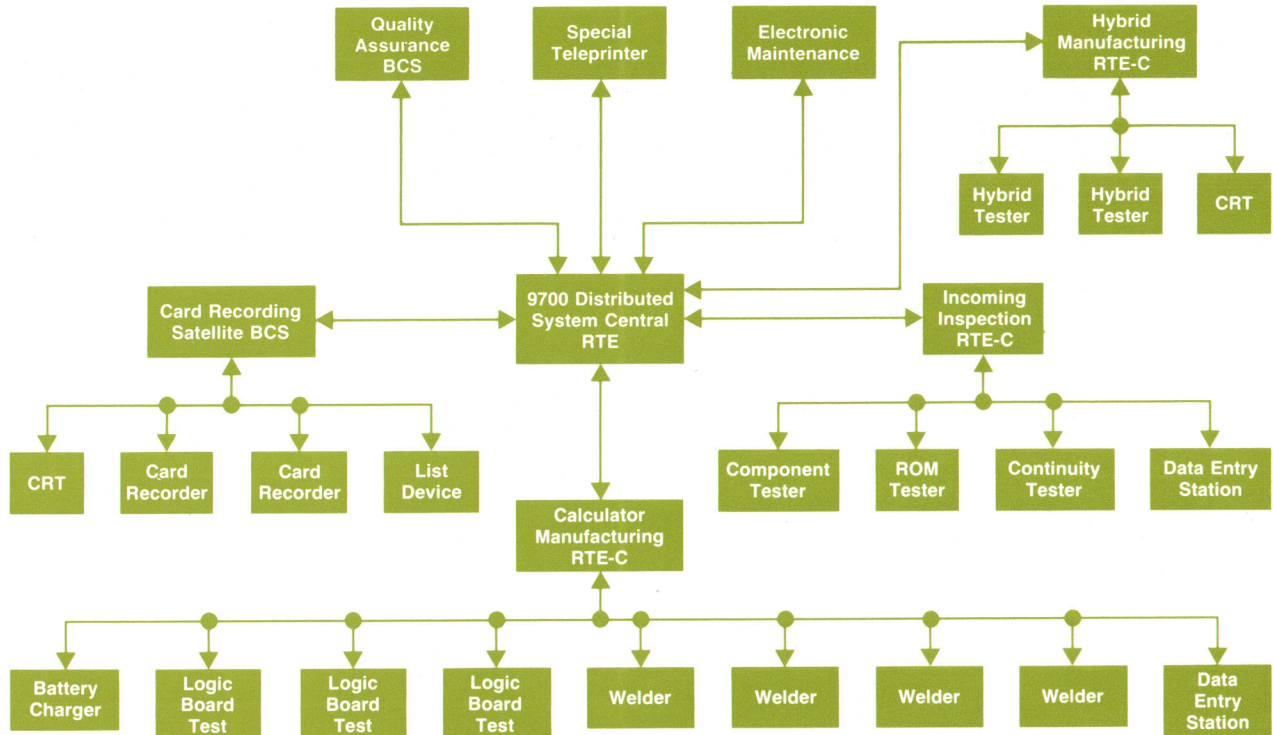 Quality
Assurance
BCS
Special
Teleprinter
Electronic
Maintenance
Hybrid
Manufacturing
RTE-C
Hybrid
Tester
Hybrid
Tester
CRT
Card Recording
Satellite BCS
9700 Distributed
System Central
RTE
Incoming
Inspection
RTE-C
CRT
Card
Recorder
Card
Recorder
List
Device
Component
Tester
ROM
Tester
Continuity
Tester
Data Entry
Station
Calculator
Manufacturing
RTE-C
Battery
Charger
Logic
Board
Test
Logic
Board
Test
Logic
Board
Test
Welder
Welder
Welder
Welder
Data
Entry
Station